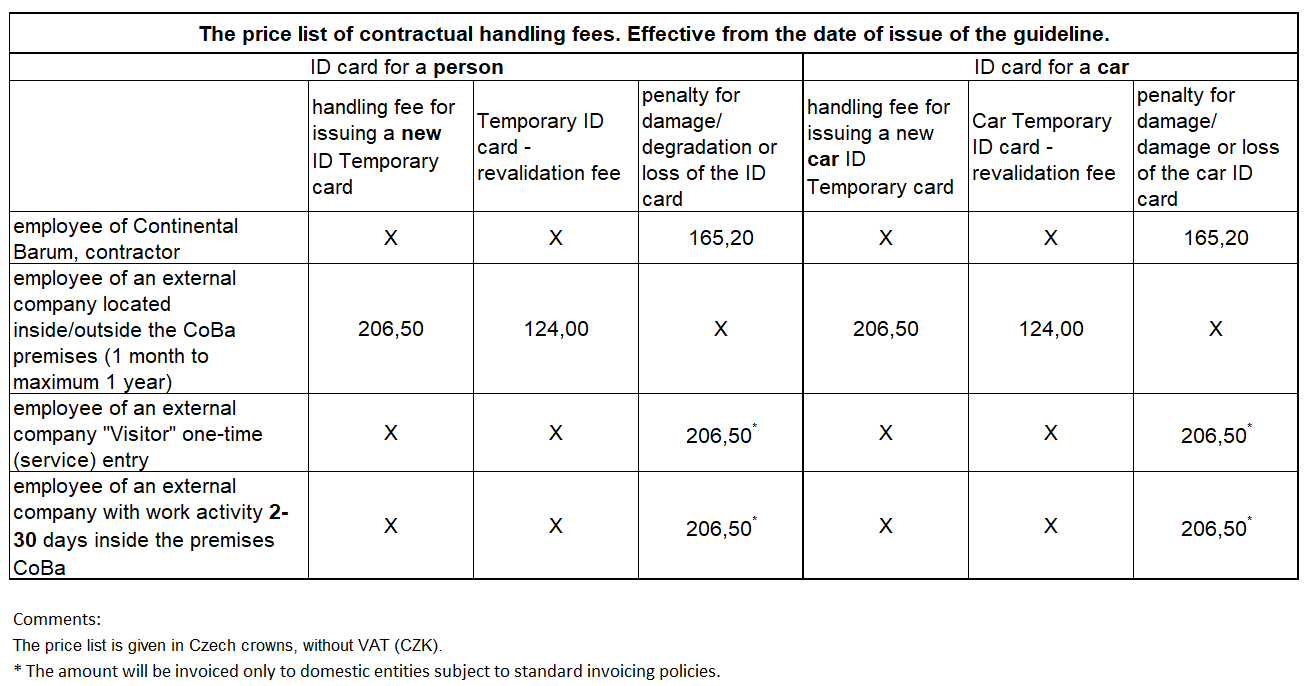 The price list of contractual handling fees. Effective from the date of issue of the guideline.
ID card for a person
ID card for a car
handling fee for
issuing a new
ID Temporary
card
Temporary ID
card -
revalidation fee
penalty for
damage/
degradation or
loss of the ID
card
handling fee for
issuing a new
car ID
Temporary card
Car Temporary
ID card -
revalidation fee
penalty for
damage/
damage or loss
of the car ID
card
employee of Continental
Barum, contractor
X
X
165,20
X
X
165,20
employee of an external
company located
inside/outside the CoBa
premises (1 month to
maximum 1 year)
206,50
124,00
X
206,50
124,00
X
employee of an external
company "Visitor" one-time
(service) entry
X
X
206,50*
X
X
206,50*
employee of an external
company with work activity 2-
30 days inside the premises
CoBa
X
X
206,50*
X
X
206,50*
Comments:
The price list is given in Czech crowns, without VAT (CZK).
* The amount will be invoiced only to domestic entities subject to standard invoicing policies.